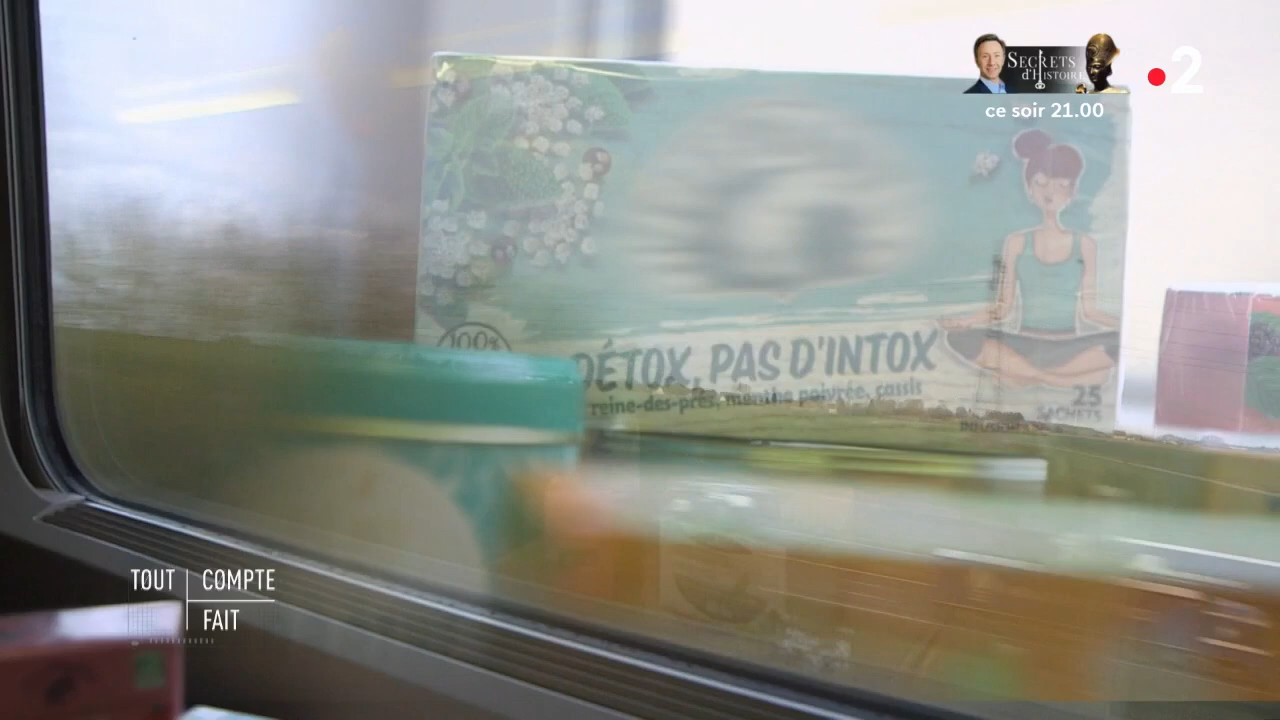 SECRETS
d'HISTOIRE
2
ce soir 21.00
100%
DÉTOX, PAS D'INTOX
reine-des-prés, menthe poivrée, cassis
25
SACHETS
TOUT COMPTE
FAIT